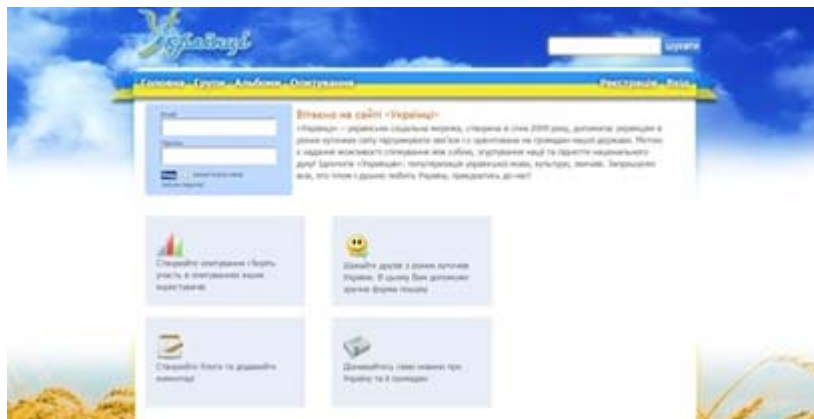 Українці
шукати
Головна · Групи · Альбоми · Опитування
Реєстрація · Вхід
Email
Пароль
Вхід
Вітаємо на сайті «Українці»
«Українці» – українська соціальна мережа, створена в січні 2009 року, допомагає українцям в
різних куточках світу підтримувати зв'язок і є орієнтована на громадян нашої держави. Метою
є надання можливості спілкування між собою, згуртування нації та підняття національного
духу! Ідеологія «Українців»: популяризація української мови, культури, звичаїв. Запрошуємо
всіх, хто тілом і душею любить Україну, приєднатись до нас!
Створюйте опитування і беріть
участь в опитуваннях інших
користувачів
Шукайте друзів з різних куточків
України. В цьому Вам допоможе
зручна форма пошуку
Створюйте блоги та додавайте
коментарі
Дізнавайтесь свіжі новини про
Україну та її громадян